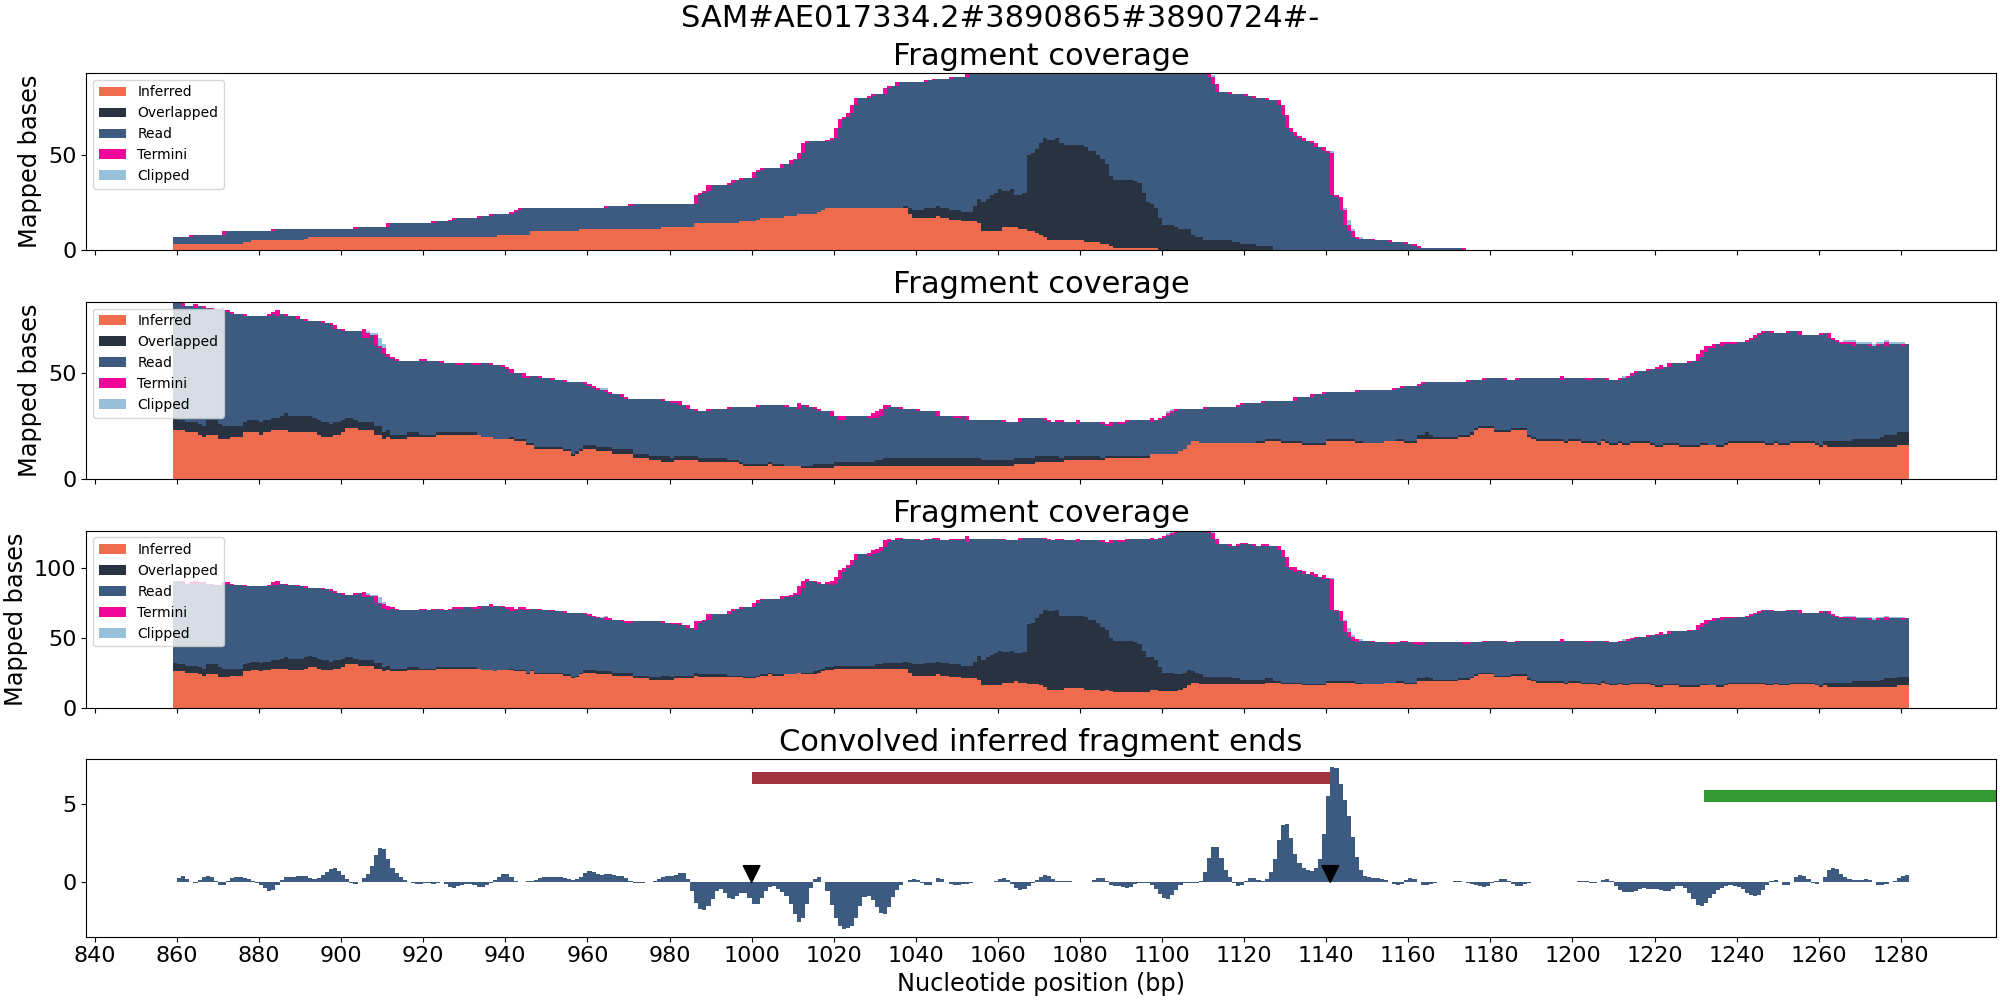 SAM#AE017334.2#3890865#3890724#-
Fragment coverage
Mapped bases
50
0
Inferred
Overlapped
Read
Termini
Clipped
Fragment coverage
Mapped bases
50
0
Inferred
Overlapped
Read
Termini
Clipped
Fragment coverage
Mapped bases
100
50
0
Inferred
Overlapped
Read
Termini
Clipped
Convolved inferred fragment ends
5
0
840 860 880 900 920 940 960 980 1000 1020 1040 1060 1080 1100 1120 1140 1160 1180 1200 1220 1240 1260 1280
Nucleotide position (bp)